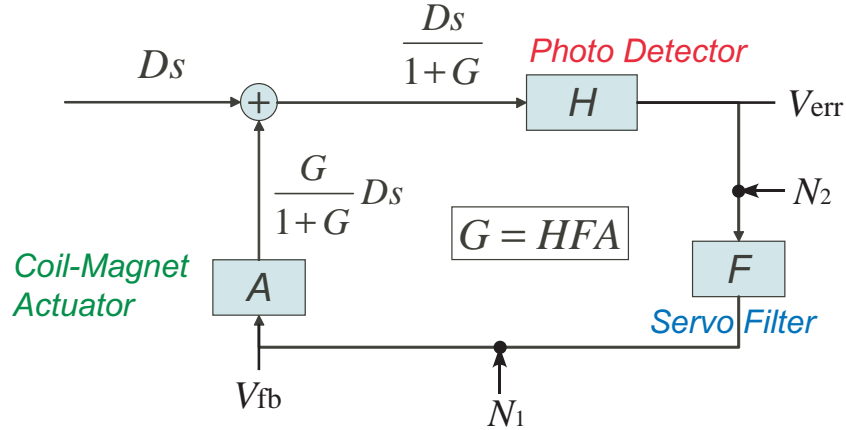 Ds
Ds/(1+G)
Photo Detector
+
H
Verr
G/(1+G) Ds
N2
G = HFA
Coil-Magnet
Actuator
A
F
Servo Filter
Vfb
N1